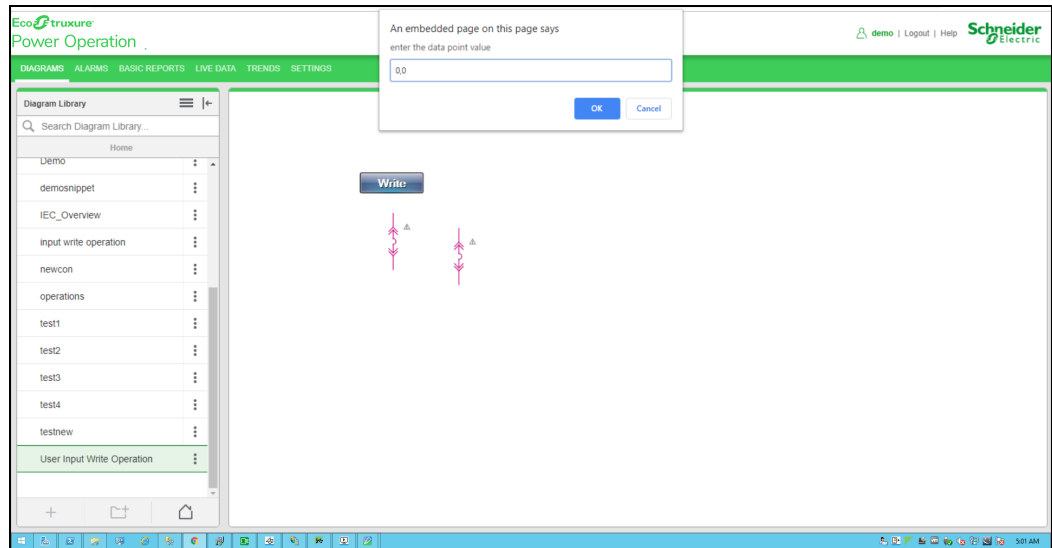 EcoStruxure
Power Operation
An embedded page on this page says
enter the data point value
0,0
OK Cancel
demo | Logout | Help
Schneider
Electric
DIAGRAMS ALARMS BASIC REPORTS LIVE DATA TRENDS SETTINGS
Diagram Library
Search Diagram Library...
Home
Demo
demosnippet
IEC_Overview
input write operation
newcon
operations
test1
test2
test3
test4
testnew
User Input Write Operation
Write
5:01 AM